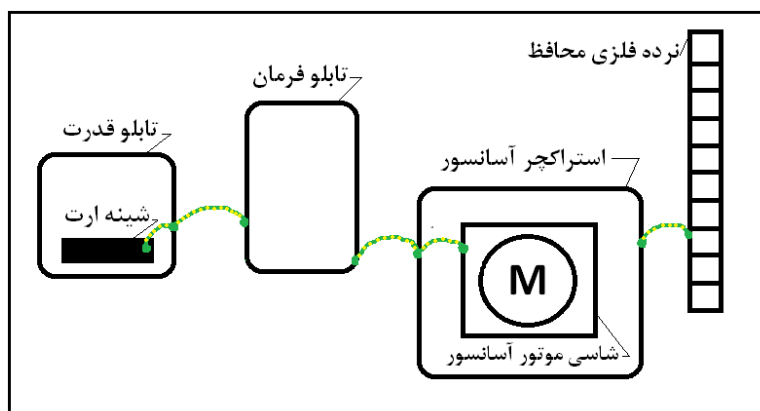 نرده فلزی محافظ
تابلو فرمان
تابلو قدرت
استراکچر آسانسور
شینه ارت
M
شاسی موتور آسانسور